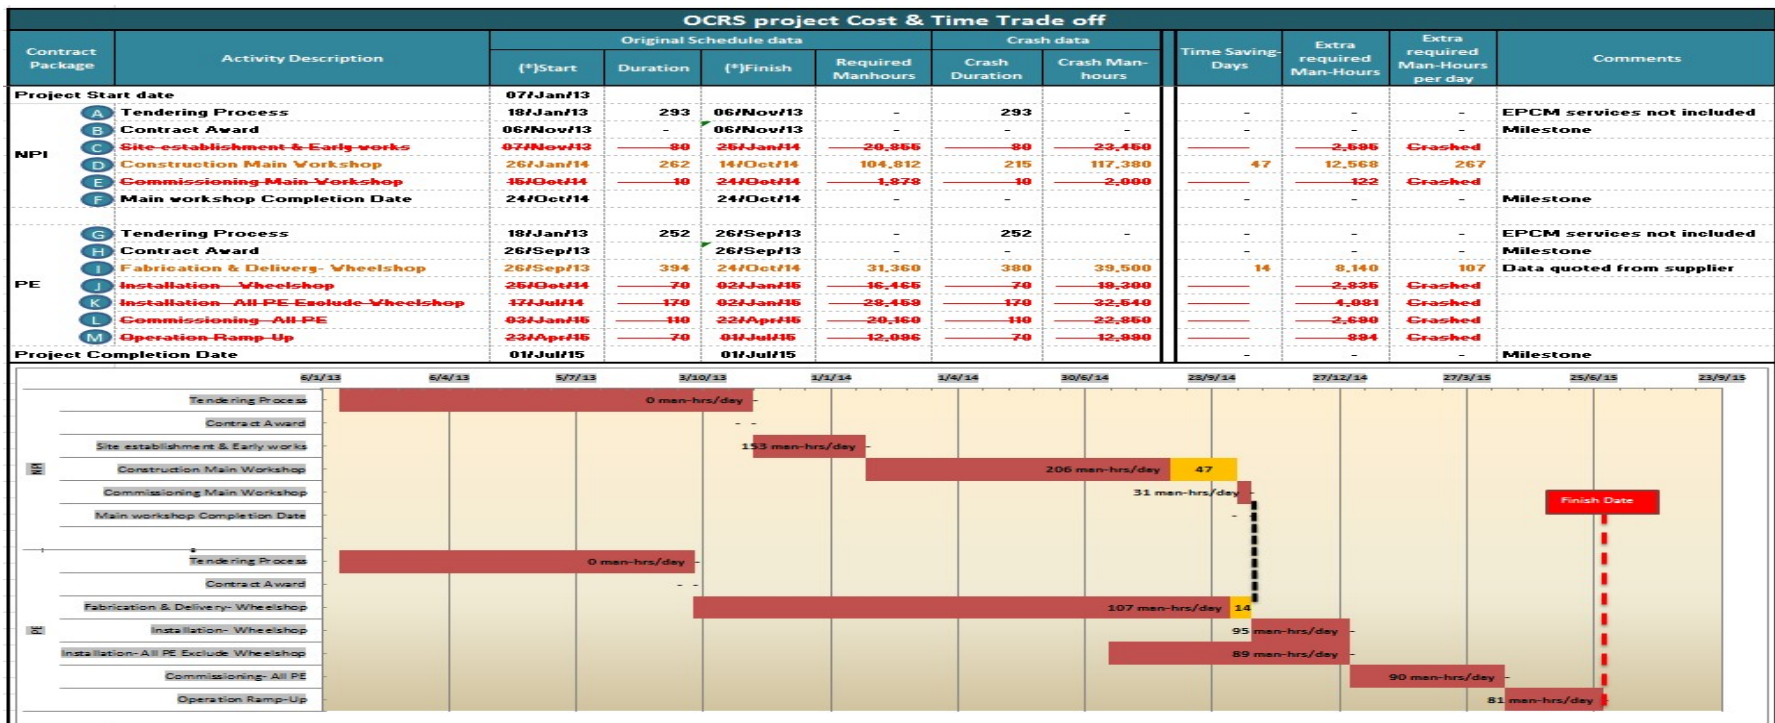 OCRS project Cost & Time Trade off
Contract Package Activity Description Original Schedule data Crash data Time Saving-Days Extra required Man-Hours Extra required Man-Hours per day Comments
(*)Start Duration (*)Finish Required Manhours Crash Duration Crash Man-hours
Project Start date 07/Jan/13
NPI
A Tendering Process 18/Jan/13 293 06/Nov/13 - 293 - - - EPCM services not included
B Contract Award 06/Nov/13 - 06/Nov/13 - - - - Milestone
C Site establishment & Early works 07/Nov/13 80 25/Jan/14 20,855 80 23,450 2,595 Crashed
D Construction Main Workshop 26/Jan/14 262 14/Oct/14 104,812 215 117,380 47 12,568 267
E Commissioning Main Workshop 15/Oct/14 10 24/Oct/14 1,878 10 2,000 122 Crashed
F Main workshop Completion Date 24/Oct/14 24/Oct/14 - - - - Milestone
PE
G Tendering Process 18/Jan/13 252 26/Sep/13 - 252 - - - - EPCM services not included
H Contract Award 26/Sep/13 26/Sep/13 - - - - - Milestone
I Fabrication & Delivery- Wheelshop 26/Sep/13 394 24/Oct/14 31,360 380 39,500 14 8,140 107 Data quoted from supplier
J Installation- Wheelshop 25/Oct/14 70 02/Jan/15 16,465 70 19,300 2,835 Crashed
K Installation- All PE Exclude Wheelshop 17/Jul/14 170 02/Jan/15 28,459 170 32,540 4,081 Crashed
L Commissioning- All PE 03/Jan/15 110 22/Apr/15 20,160 110 22,850 2,690 Crashed
M Operation Ramp-Up 23/Apr/15 70 01/Jul/15 12,096 70 12,990 894 Crashed
Project Completion Date 01/Jul/15 01/Jul/15 - - - Milestone
6/1/13 6/4/13 5/7/13 3/10/13 1/1/14 1/4/14 30/6/14 28/9/14 27/12/14 27/3/15 25/6/15 23/9/15
NPI
Tendering Process 0 man-hrs/day -
Contract Award - -
Site establishment & Early works 153 man-hrs/day -
Construction Main Workshop 206 man-hrs/day 47
Commissioning Main Workshop 31 man-hrs/day -
Finish Date
Main workshop Completion Date - -
PE
Tendering Process 0 man-hrs/day -
Contract Award - -
Fabrication & Delivery- Wheelshop 107 man-hrs/day 14
Installation- Wheelshop 95 man-hrs/day -
Installation- All PE Exclude Wheelshop 89 man-hrs/day -
Commissioning- All PE 90 man-hrs/day -
Operation Ramp-Up 81 man-hrs/day -